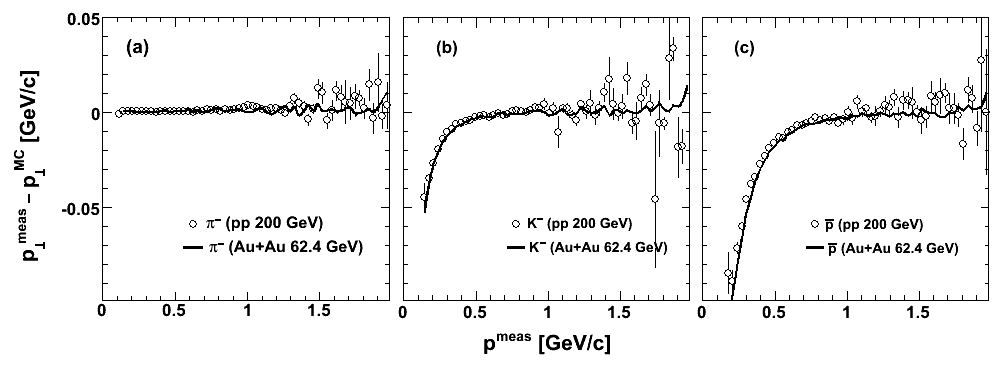 0.05
0
-0.05
p⊥^meas − p⊥^MC [GeV/c]
(a)
π⁻ (pp 200 GeV)
π⁻ (Au+Au 62.4 GeV)
0 0.5 1 1.5
(b)
K⁻ (pp 200 GeV)
K⁻ (Au+Au 62.4 GeV)
0 0.5 1 1.5
(c)
p̅ (pp 200 GeV)
p̅ (Au+Au 62.4 GeV)
0 0.5 1 1.5
p^meas [GeV/c]